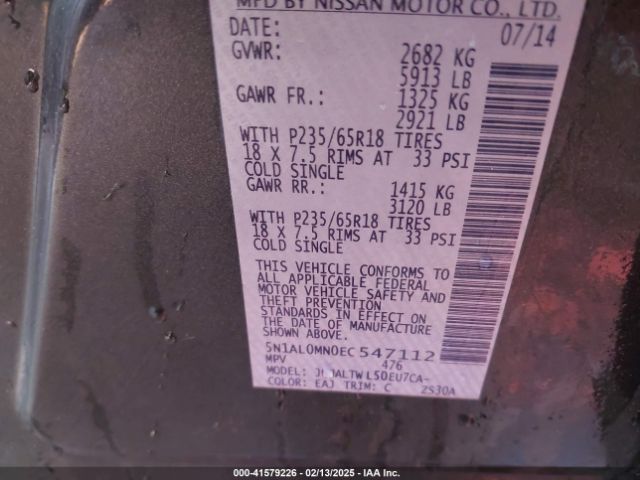 MFD BY NISSAN MOTOR CO., LTD.
DATE: 07/14
GVWR: 2682 KG
5913 LB
GAWR FR.: 1325 KG
2921 LB
WITH P235/65R18 TIRES
18 X 7.5 RIMS AT 33 PSI
COLD SINGLE
GAWR RR.: 1415 KG
3120 LB
WITH P235/65R18 TIRES
18 X 7.5 RIMS AT 33 PSI
COLD SINGLE
THIS VEHICLE CONFORMS TO
ALL APPLICABLE FEDERAL
MOTOR VEHICLE SAFETY AND
THEFT PREVENTION
STANDARDS IN EFFECT ON
THE DATE OF MANUFACTURE
SHOWN ABOVE.
5N1AL0MN0EC547112
MPV 476
MODEL:
COLOR: EAJ TRIM: C 2S30A
000-41579226 - 02/13/2025 - IAA Inc.